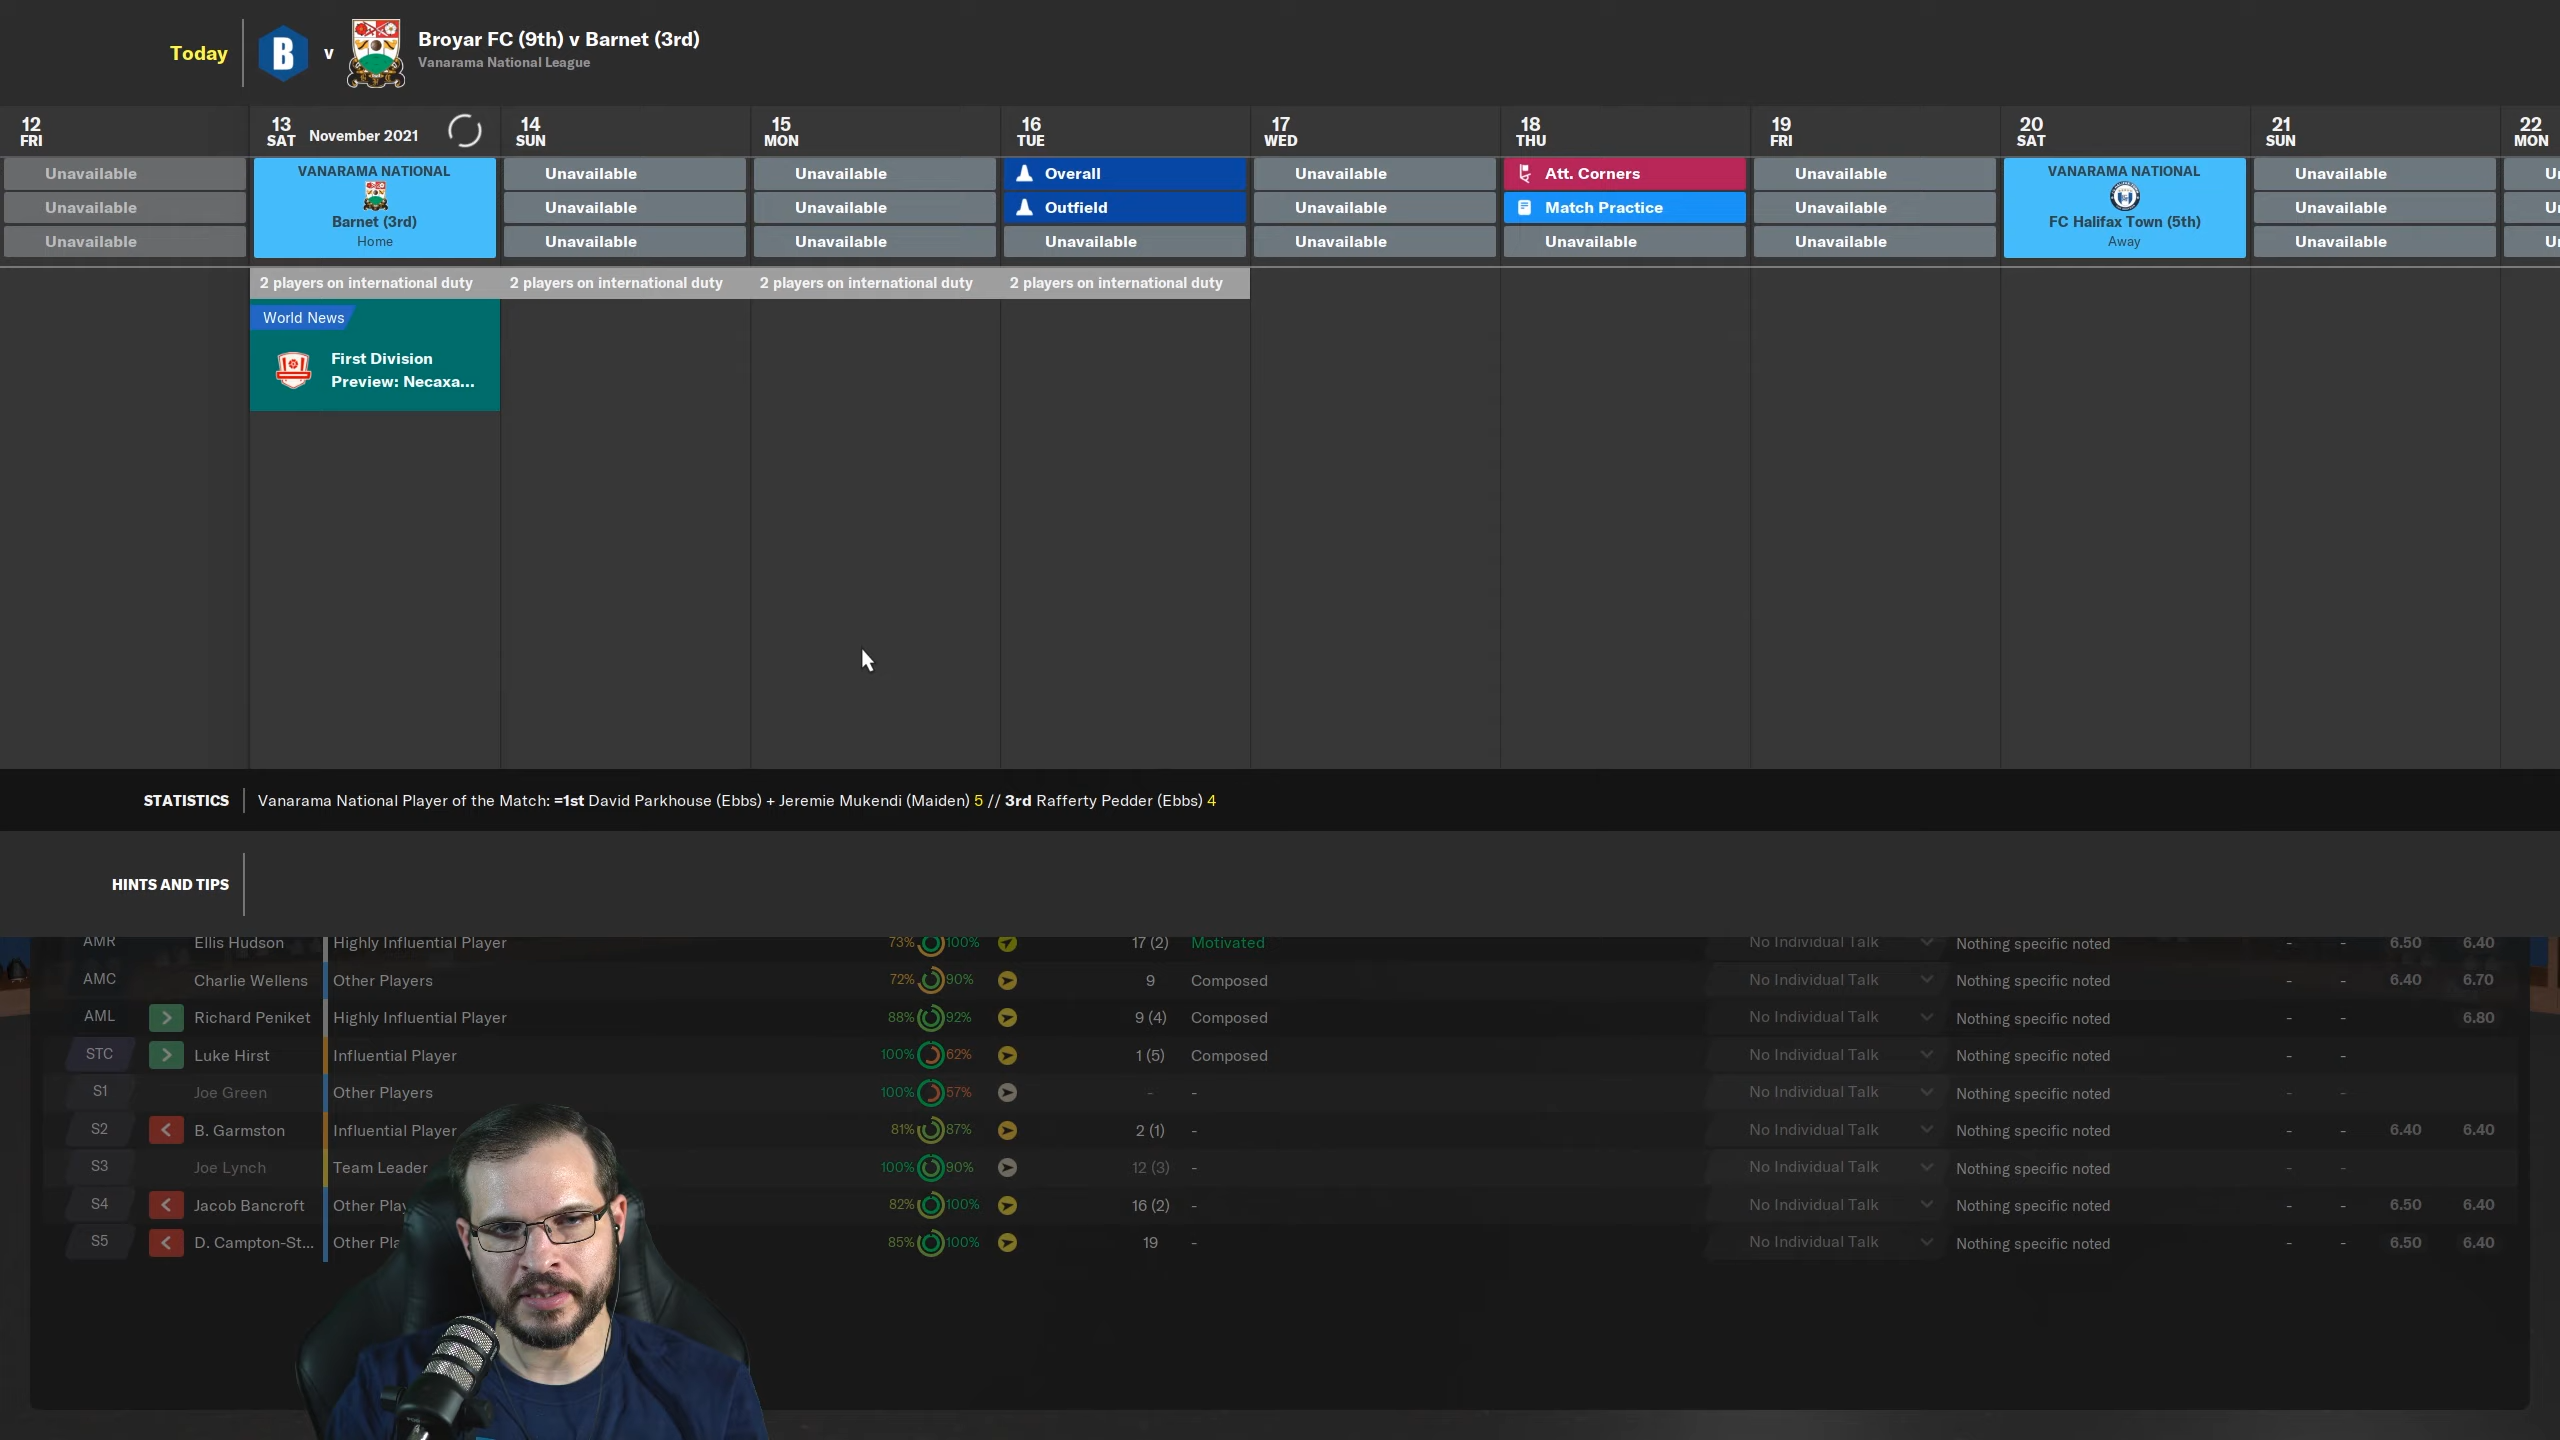 Today
B
v
Broyar FC (9th) v Barnet (3rd)
Vanarama National League
12
FRI
13
SAT November 2021
14
SUN
15
MON
16
TUE
17
WED
18
THU
19
FRI
20
SAT
21
SUN
22
MON
Unavailable
Unavailable
Unavailable
VANARAMA NATIONAL
Barnet (3rd)
Home
Unavailable
Unavailable
Unavailable
Unavailable
Unavailable
Unavailable
Overall
Outfield
Unavailable
Unavailable
Unavailable
Unavailable
Att. Corners
Match Practice
Unavailable
Unavailable
Unavailable
Unavailable
VANARAMA NATIONAL
FC Halifax Town (5th)
Away
Unavailable
Unavailable
Unavailable
2 players on international duty
2 players on international duty
2 players on international duty
2 players on international duty
World News
First Division
Preview: Necaxa...
STATISTICS
Vanarama National Player of the Match: =1st David Parkhouse (Ebbs) + Jeremie Mukendi (Maiden) 5 // 3rd Rafferty Pedder (Ebbs) 4
HINTS AND TIPS
AMR Ellis Hudson Highly Influential Player 73% 100% 17 (2) Motivated No Individual Talk Nothing specific noted - - 6.50 6.40
AMC Charlie Wellens Other Players 72% 90% 9 Composed No Individual Talk Nothing specific noted - - 6.40 6.70
AML Richard Peniket Highly Influential Player 88% 92% 9 (4) Composed No Individual Talk Nothing specific noted - - 6.80
STC Luke Hirst Influential Player 100% 62% 1 (5) Composed No Individual Talk Nothing specific noted - -
S1 Joe Green Other Players 100% 57% - - No Individual Talk Nothing specific noted - -
S2 B. Garmston Influential Player 81% 87% 2 (1) - No Individual Talk Nothing specific noted - - 6.40 6.40
S3 Joe Lynch Team Leader 100% 90% 12 (3) - No Individual Talk Nothing specific noted - -
S4 Jacob Bancroft Other Play 82% 100% 16 (2) - No Individual Talk Nothing specific noted - - 6.50 6.40
S5 D. Campton-St... Other Pla 85% 100% 19 - No Individual Talk Nothing specific noted - - 6.50 6.40